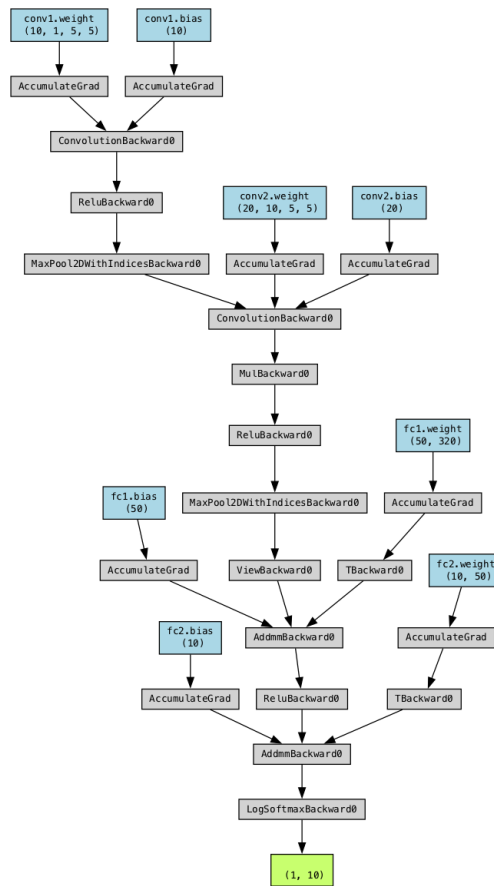 conv1.weight
(10, 1, 5, 5)
conv1.bias
(10)
AccumulateGrad
AccumulateGrad
ConvolutionBackward0
ReluBackward0
conv2.weight
(20, 10, 5, 5)
conv2.bias
(20)
MaxPool2DWithIndicesBackward0
AccumulateGrad
AccumulateGrad
ConvolutionBackward0
MulBackward0
ReluBackward0
fc1.weight
(50, 320)
fc1.bias
(50)
MaxPool2DWithIndicesBackward0
AccumulateGrad
AccumulateGrad
ViewBackward0
TBackward0
fc2.weight
(10, 50)
fc2.bias
(10)
AddmmBackward0
AccumulateGrad
AccumulateGrad
ReluBackward0
TBackward0
AddmmBackward0
LogSoftmaxBackward0
(1, 10)